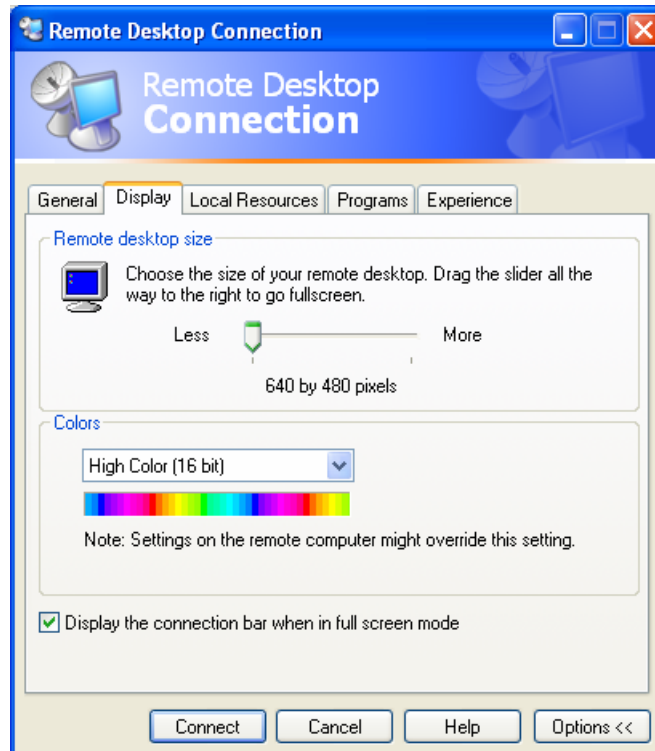 Remote Desktop Connection
Remote Desktop
Connection
General Display Local Resources Programs Experience
Remote desktop size
Choose the size of your remote desktop. Drag the slider all the
way to the right to go fullscreen.
Less More
640 by 480 pixels
Colors
High Color (16 bit)
Note: Settings on the remote computer might override this setting.
Display the connection bar when in full screen mode
Connect Cancel Help Options <<